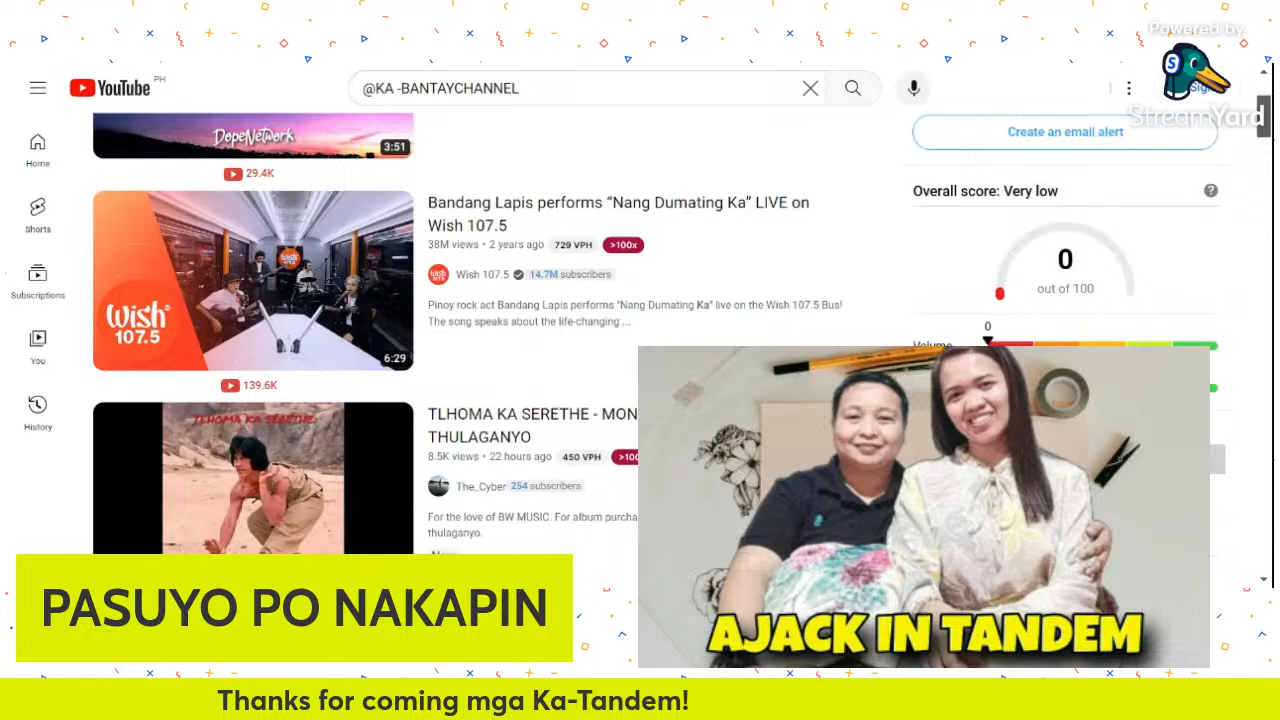 Powered by
StreamYard
YouTube PH
@KA -BANTAYCHANNEL
Home
Shorts
Subscriptions
You
History
DopeNetwork
3:51
29.4K
Wish 107.5
6:29
Bandang Lapis performs “Nang Dumating Ka” LIVE on
Wish 107.5
38M views • 2 years ago 729 VPH >100x
Wish 107.5 14.7M subscribers
Pinoy rock act Bandang Lapis performs "Nang Dumating Ka" live on the Wish 107.5 Bus!
The song speaks about the life-changing ...
139.6K
TLHOMA KA SERETHE
TLHOMA KA SERETHE - MON
THULAGANYO
8.5K views • 22 hours ago 450 VPH >100
The_Cyber 254 subscribers
For the love of BW MUSIC. For album purcha
thulaganyo.
New
Create an email alert
Overall score: Very low
0
out of 100
0
Volume
AJACK IN TANDEM
PASUYO PO NAKAPIN
Thanks for coming mga Ka-Tandem!